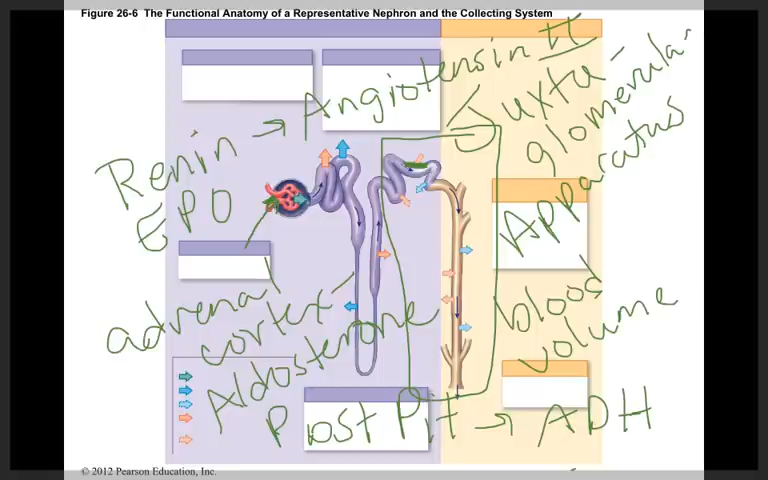 Figure 26-6 The Functional Anatomy of a Representative Nephron and the Collecting System
Renin → Angiotensin II
EPO
Juxta-
glomerular
Apparatus
adrenal
cortex-
Aldosterone
blood
volume
Post Pit → ADH
© 2012 Pearson Education, Inc.